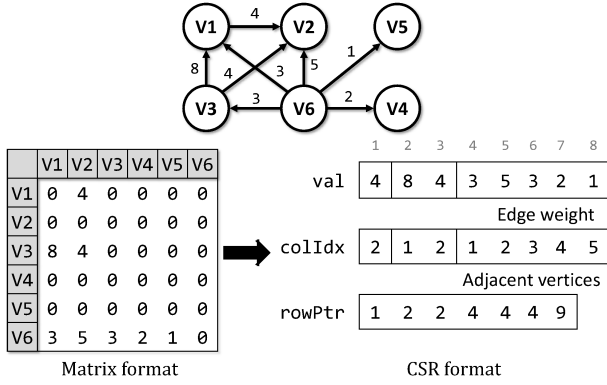 4
V1 V2 V5
8 4 3 5 1
V3 3 V6 2 V4
V1 V2 V3 V4 V5 V6
V1 0 4 0 0 0 0
V2 0 0 0 0 0 0
V3 8 4 0 0 0 0
V4 0 0 0 0 0 0
V5 0 0 0 0 0 0
V6 3 5 3 2 1 0
Matrix format
1 2 3 4 5 6 7 8
val 4 8 4 3 5 3 2 1
Edge weight
colIdx 2 1 2 1 2 3 4 5
Adjacent vertices
rowPtr 1 2 2 4 4 4 9
CSR format